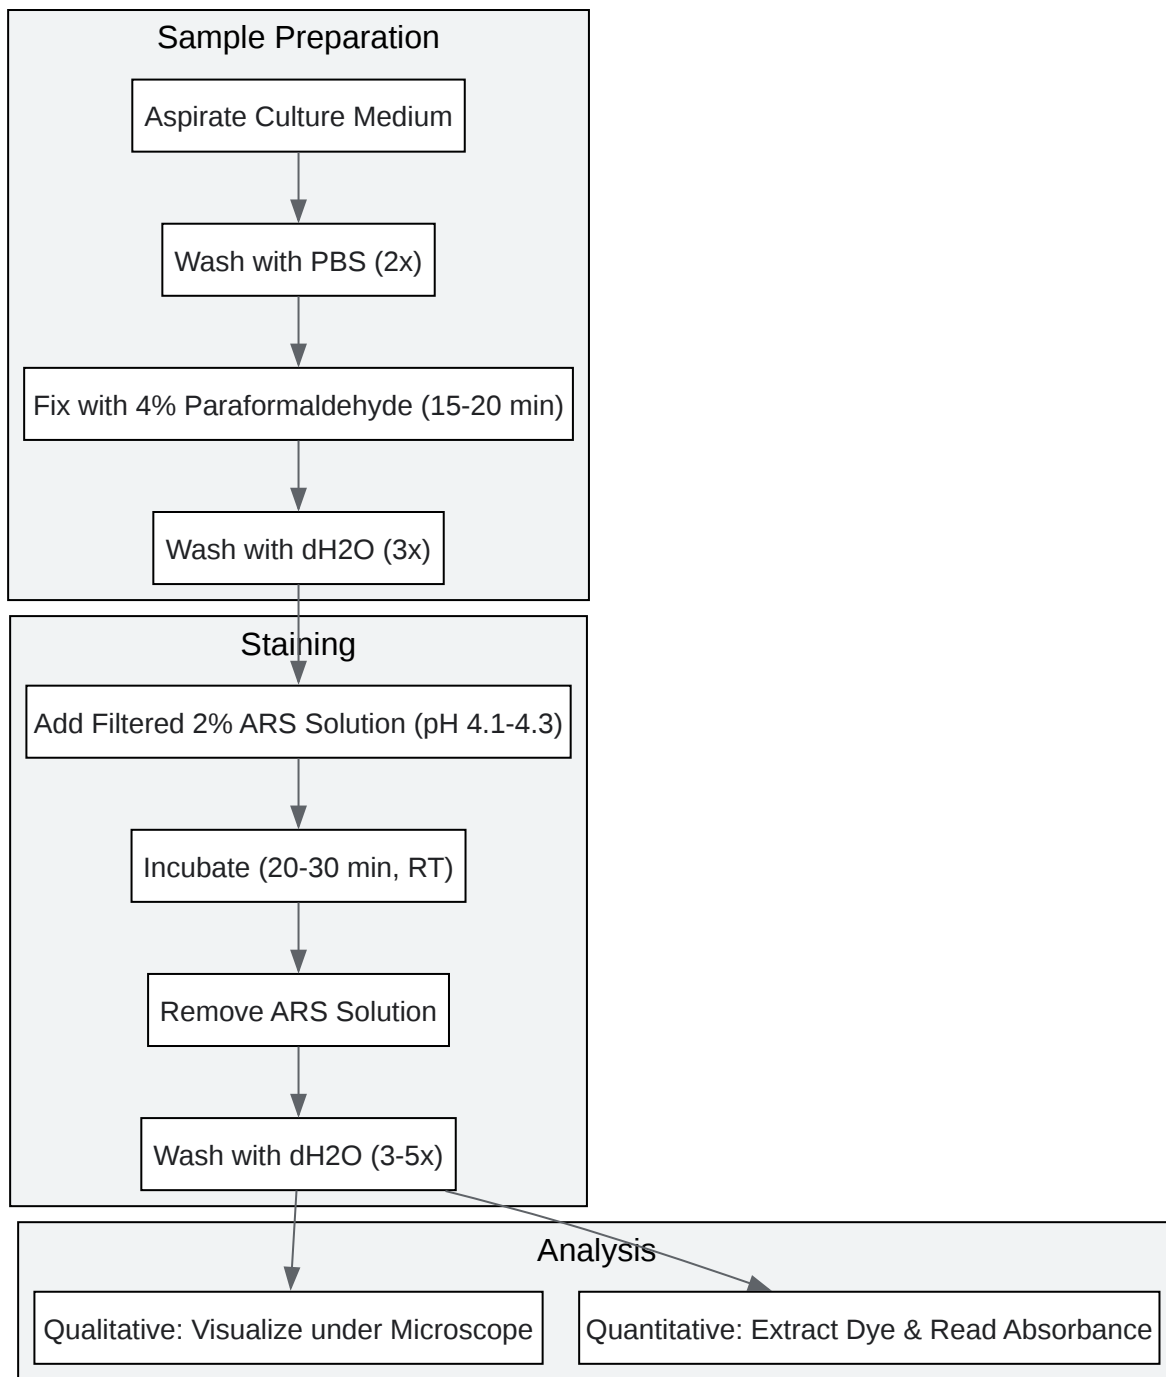 Sample Preparation
Aspirate Culture Medium
Wash with PBS (2x)
Fix with 4% Paraformaldehyde (15-20 min)
Wash with dH2O (3x)
Staining
Add Filtered 2% ARS Solution (pH 4.1-4.3)
Incubate (20-30 min, RT)
Remove ARS Solution
Wash with dH2O (3-5x)
Analysis
Qualitative: Visualize under Microscope
Quantitative: Extract Dye & Read Absorbance